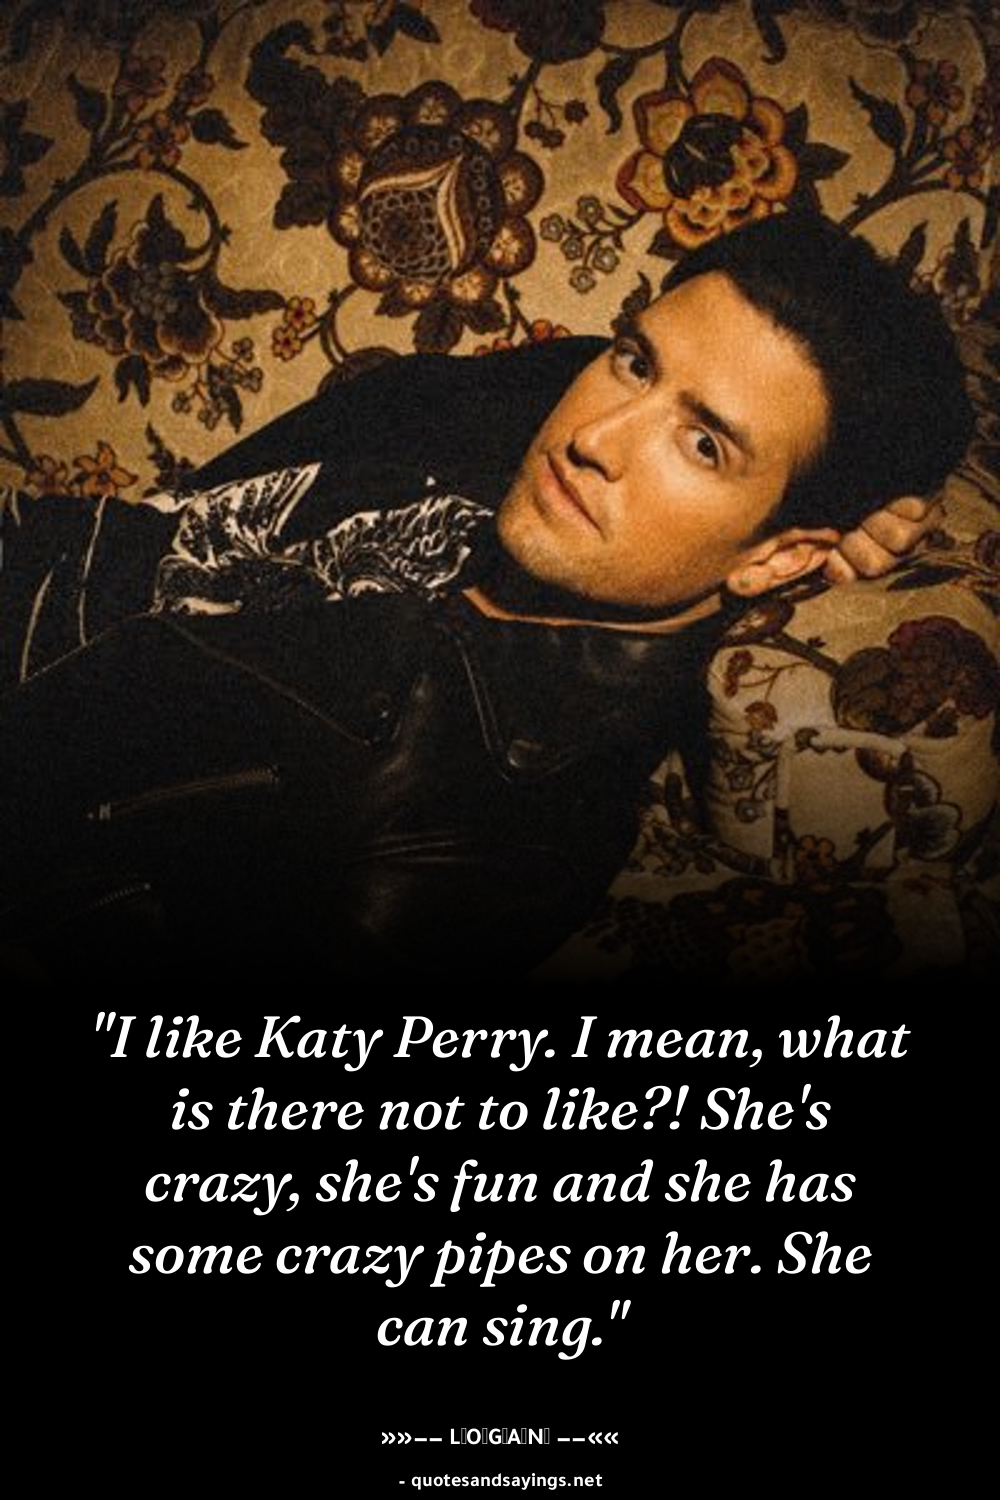 "I like Katy Perry. I mean, what
is there not to like?! She's
crazy, she's fun and she has
some crazy pipes on her. She
can sing."
»»–– L▯O▯G▯A▯N▯ ––««
- quotesandsayings.net